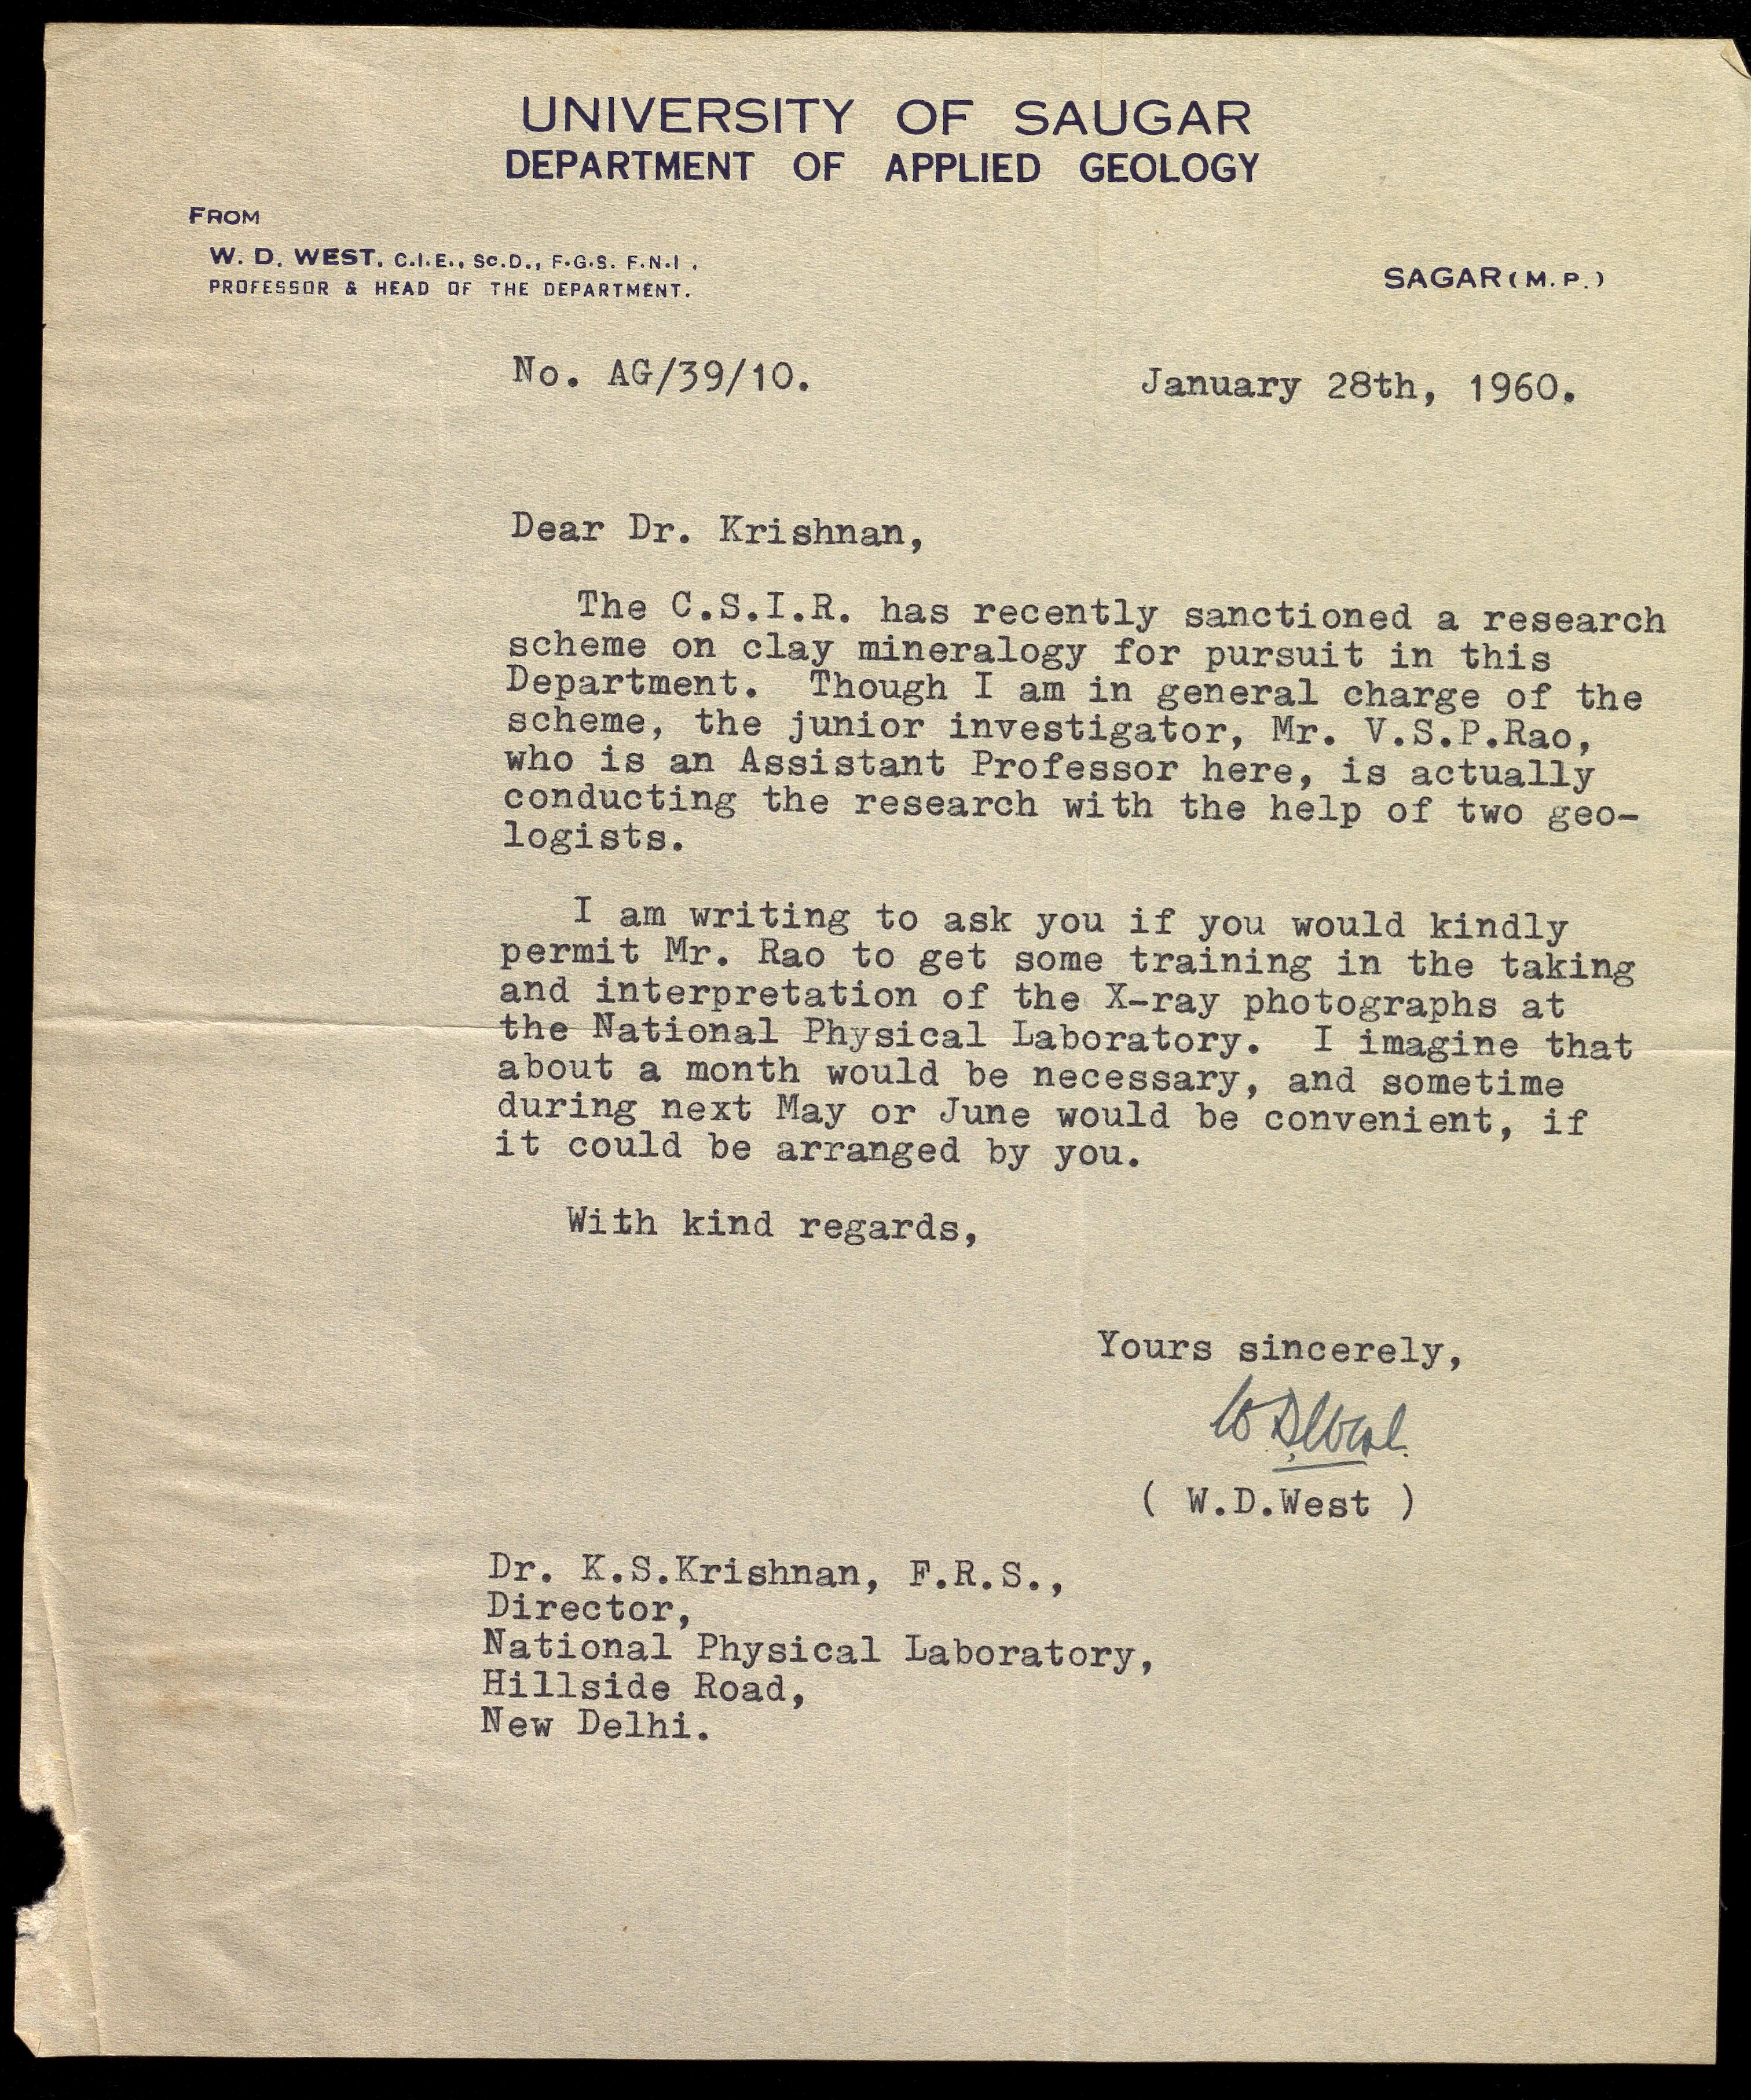 UNIVERSITY OF SAUGAR
DEPARTMENT OF APPLIED GEOLOGY
FROM
W. D. WEST. C.I.E., Sc.D., F.G.S. F.N.I.
PROFESSOR & HEAD OF THE DEPARTMENT.
SAGAR (M. P.)
No. AG/39/10.
January 28th, 1960.
Dear Dr. Krishnan,
The C.S.I.R. has recently sanctioned a research
scheme on clay mineralogy for pursuit in this
Department. Though I am in general charge of the
scheme, the junior investigator, Mr. V.S.P.Rao,
who is an Assistant Professor here, is actually
conducting the research with the help of two geo-
logists.
I am writing to ask you if you would kindly
permit Mr. Rao to get some training in the taking
and interpretation of the X-ray photographs at
the National Physical Laboratory. I imagine that
about a month would be necessary, and sometime
during next May or June would be convenient, if
it could be arranged by you.
With kind regards,
Yours sincerely,
W.D.West.
( W.D.West )
Dr. K.S.Krishnan, F.R.S.,
Director,
National Physical Laboratory,
Hillside Road,
New Delhi.